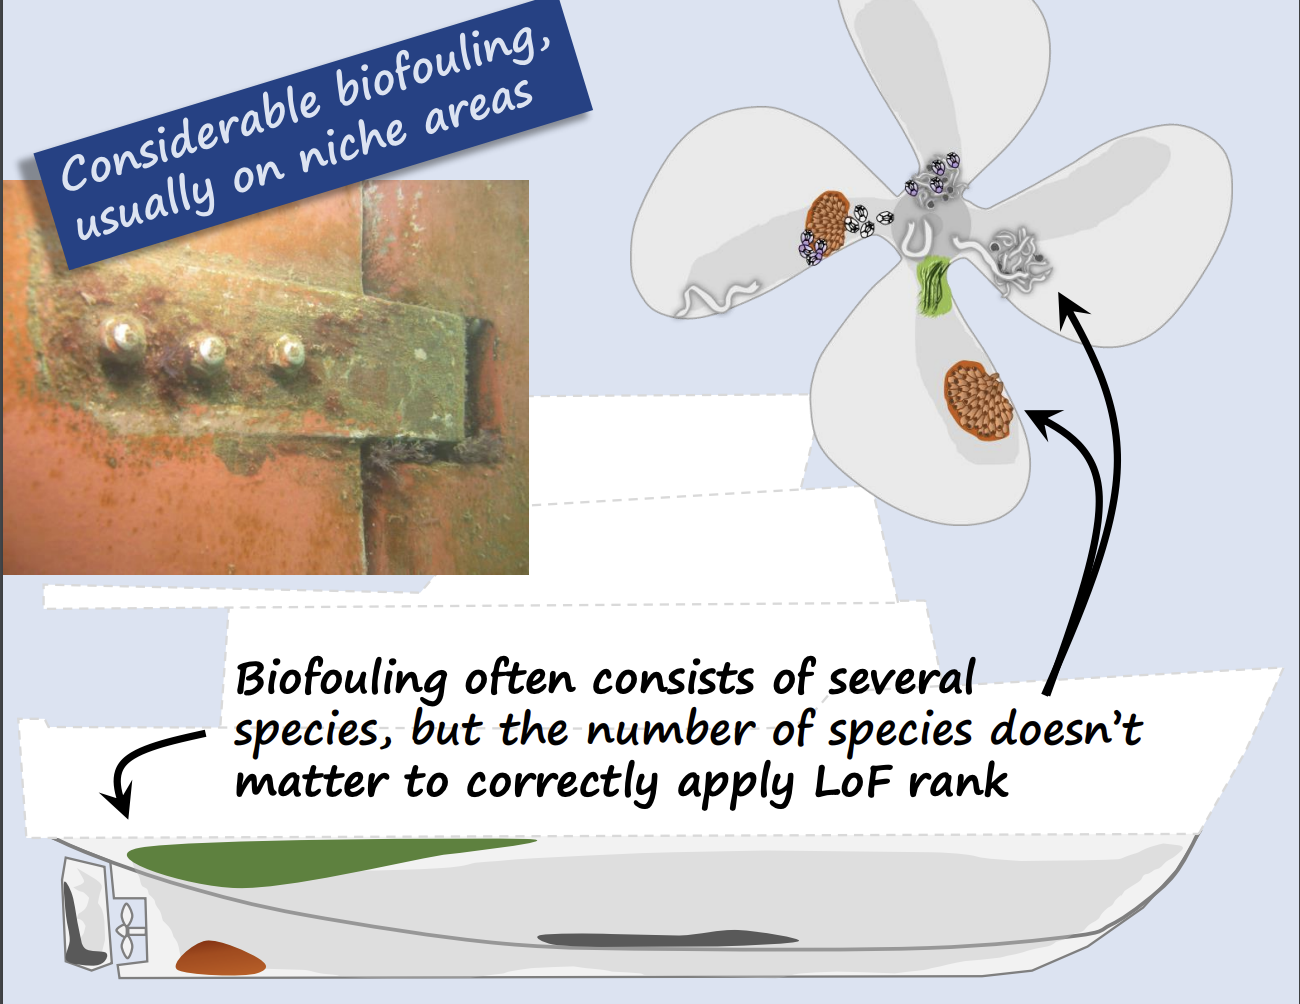 Considerable biofouling,
usually on niche areas
Biofouling often consists of several
species, but the number of species doesn't
matter to correctly apply LoF rank